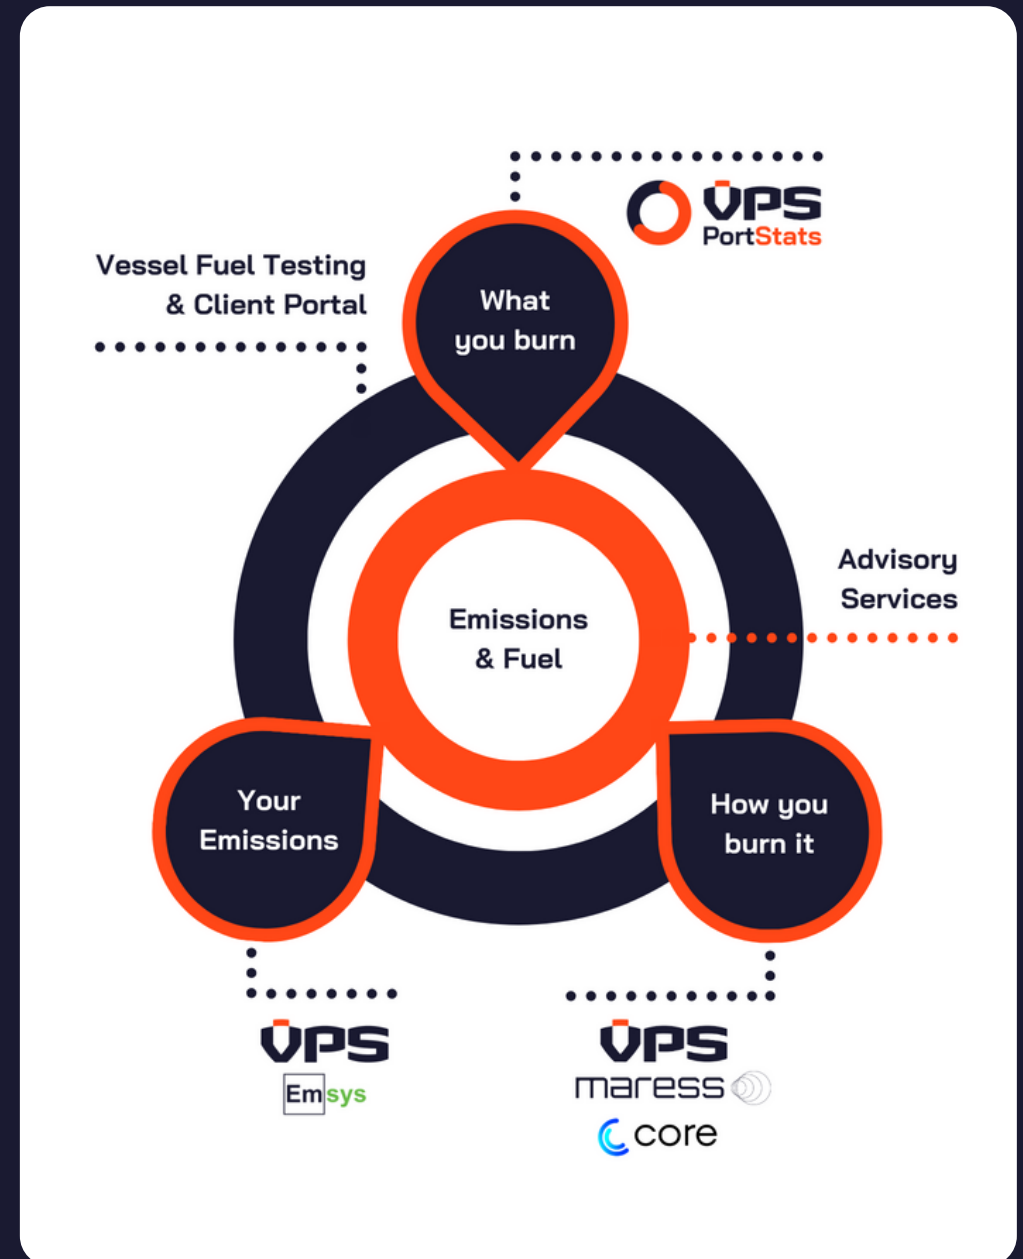 VPS
PortStats
Vessel Fuel Testing
& Client Portal
What
you burn
Advisory
Services
Emissions
& Fuel
Your
Emissions
How you
burn it
VPS
Emsys
VPS
maress
core